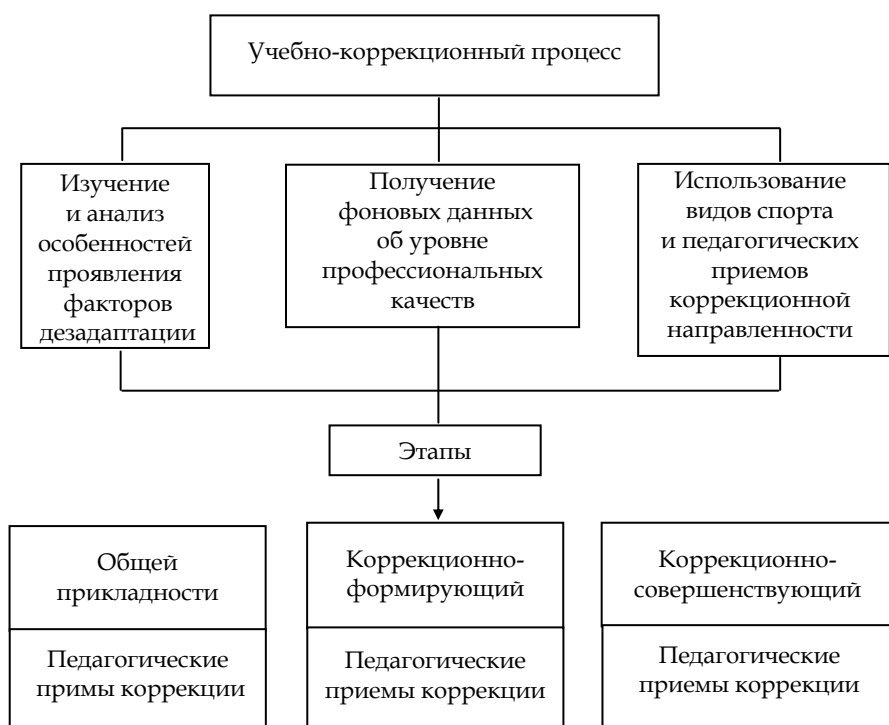 Учебно-коррекционный процесс
Изучение
и анализ
особенностей
проявления
факторов
дезадаптации
Получение
фоновых данных
об уровне
профессиональных
качеств
Использование
видов спорта
и педагогических
приемов
коррекционной
направленности
Этапы
Общей
прикладности
Педагогические
примы коррекции
Коррекционно-
формирующий
Педагогические
приемы коррекции
Коррекционно-
совершенствующий
Педагогические
приемы коррекции